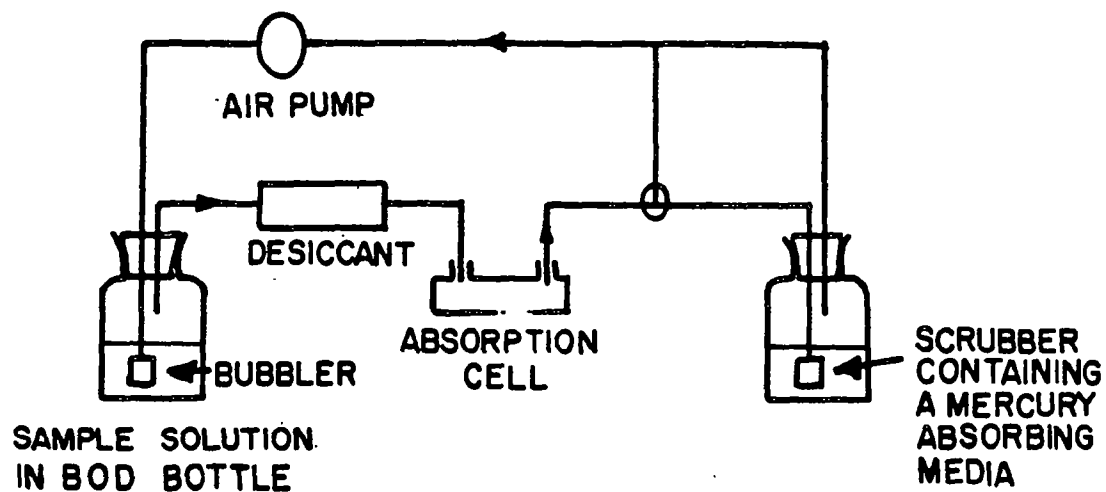 AIR PUMP
DESICCANT
ABSORPTION
CELL
BUBBLER
SAMPLE SOLUTION
IN BOD BOTTLE
SCRUBBER
CONTAINING
A MERCURY
ABSORBING
MEDIA